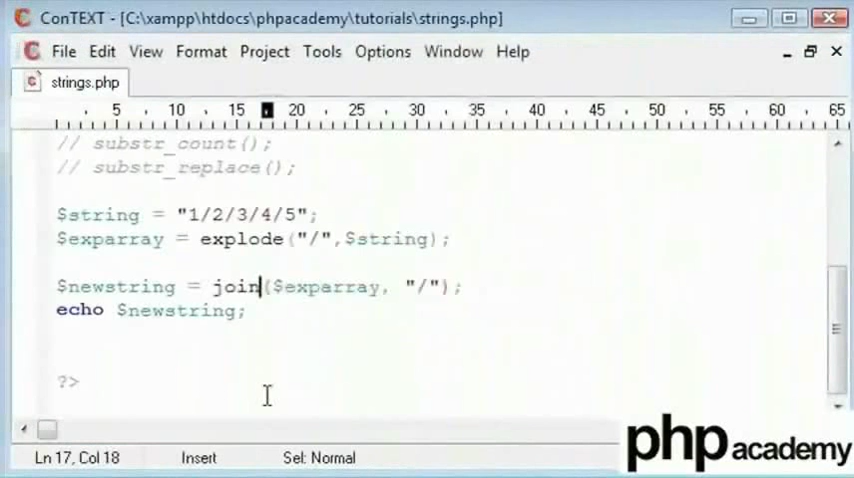 ConTEXT - [C:\xampp\htdocs\phpacademy\tutorials\strings.php]
File Edit View Format Project Tools Options Window Help
strings.php
5 10 15 20 25 30 35 40 45 50 55 60 65
// substr_count();
// substr_replace();
$string = "1/2/3/4/5";
$exparray = explode("/",$string);
$newstring = join($exparray, "/");
echo $newstring;
?>
Ln 17, Col 18 Insert Sel: Normal
php academy